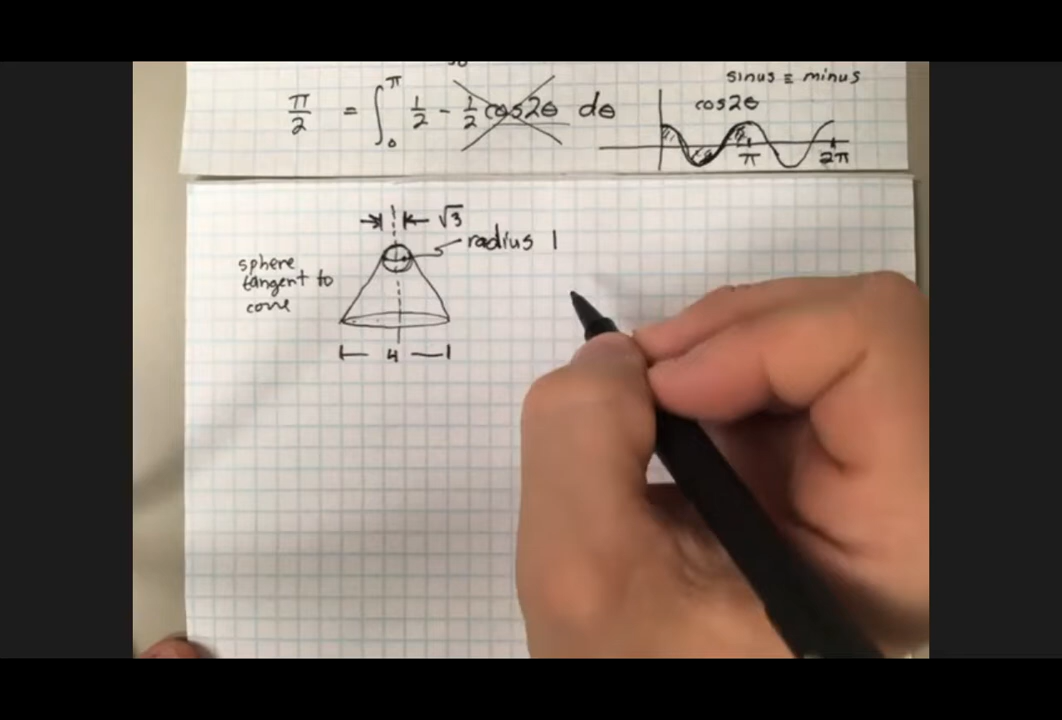 π/2 = ∫₀^π 1/2 - 1/2 cos2θ dθ
sinus ≡ minus
cos2θ
π 2π
√3
radius 1
sphere
tangent to
cone
4